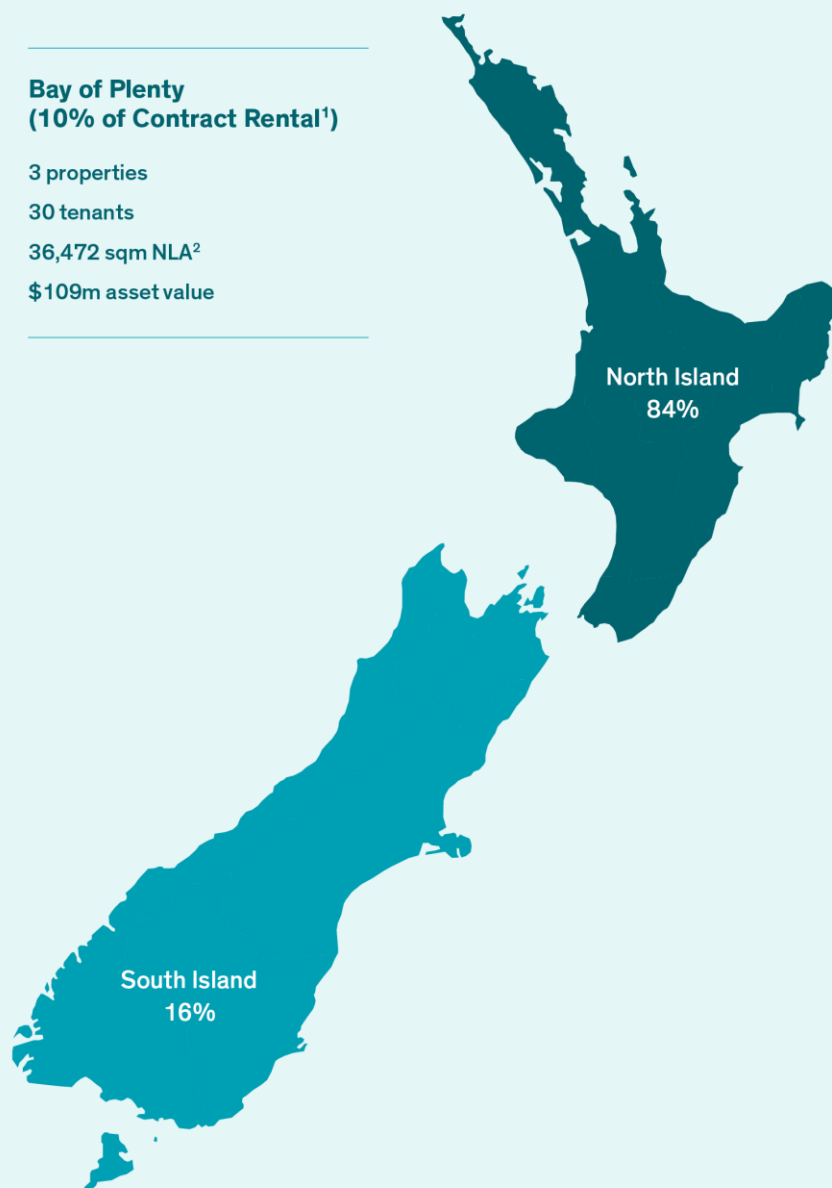 Bay of Plenty
(10% of Contract Rental¹)
3 properties
30 tenants
36,472 sqm NLA²
$109m asset value
North Island
84%
South Island
16%